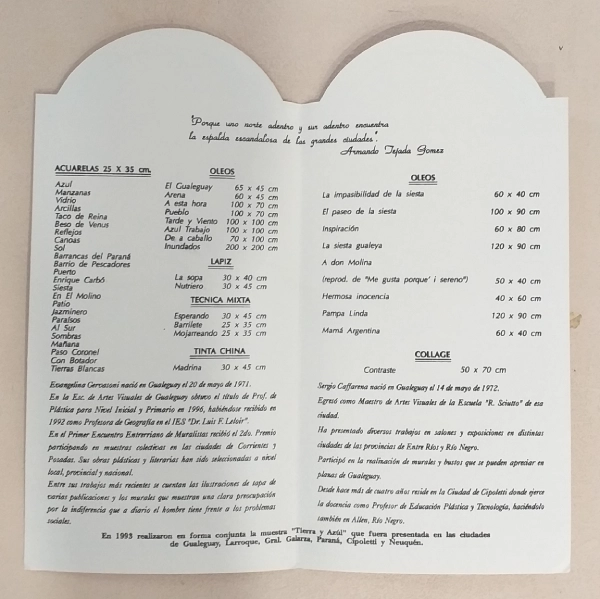 "Porque uno norte adentro y sur adentro encuentra
la espalda escandalosa de las grandes ciudades".
Armando Tejada Gomez
ACUARELAS 25 X 35 cm.
Azul
Manzanas
Vidrio
Arcillas
Taco de Reina
Beso de Venus
Reflejos
Canoas
Sol
Barrancas del Paraná
Barrio de Pescadores
Puerto
Enrique Carbó
Siesta
En El Molino
Patio
Jazminero
Paraísos
Al Sur
Sombras
Mañana
Paso Coronel
Con Botador
Tierras Blancas
OLEOS
El Gualeguay 65 x 45 cm
Arena 60 x 45 cm
A esta hora 100 x 70 cm
Pueblo 100 x 100 cm
Tarde y Viento 100 x 100 cm
Azul Trabajo 100 x 100 cm
De a caballo 70 x 100 cm
Inundados 200 x 200 cm
LAPIZ
La sopa 30 x 40 cm
Nutriero 30 x 45 cm
TECNICA MIXTA
Esperando 30 x 45 cm
Barrilete 25 x 35 cm
Mojarreando 25 x 35 cm
TINTA CHINA
Madrina 30 x 45 cm
Evangelina Gervasoni nació en Gualeguay el 20 de mayo de 1971.
En la Esc. de Artes Visuales de Gualeguay obtuvo el título de Prof. de
Plástica para Nivel Inicial y Primario en 1996, habiéndose recibido en
1992 como Profesora de Geografía en el IES "Dr. Luis F. Leloir".
En el Primer Encuentro Entrerriano de Muralistas recibió el 2do. Premio
participando en muestras colectivas en las ciudades de Corrientes y
Posadas. Sus obras plásticas y literarias han sido selecionadas a nivel
local, provincial y nacional.
Entre sus trabajos más recientes se cuentan las ilustraciones de tapa de
varias publicaciones y los murales que muestran una clara preocupación
por la indiferencia que a diario el hombre tiene frente a los problemas
sociales.
OLEOS
La impasibilidad de la siesta 60 x 40 cm
El paseo de la siesta 100 x 90 cm
Inspiración 60 x 80 cm
La siesta gualeya 120 x 90 cm
A don Molina
(reprod. de "Me gusta porque' i sereno") 50 x 40 cm
Hermosa inocencia 40 x 60 cm
Pampa Linda 120 x 90 cm
Mamá Argentina 60 x 40 cm
COLLAGE
Contraste 50 x 70 cm
Sergio Caffarena nació en Gualeguay el 14 de mayo de 1972.
Egresó como Maestro de Artes Visuales de la Escuela "R. Sciutto" de esa
ciudad.
Ha presentado diversos trabajos en salones y exposiciones en distintas
ciudades de las provincias de Entre Ríos y Río Negro.
Participó en la realización de murales y bustos que se pueden apreciar en
plazas de Gualeguay.
Desde hace más de cuatro años reside en la Ciudad de Cipoletti donde ejerce
la docencia como Profesor de Educación Plástica y Tecnología, haciéndolo
también en Allen, Río Negro.
En 1993 realizaron en forma conjunta la muestra "Tierra y Azúl" que fuera presentada en las ciudades
de Gualeguay, Larroque, Gral. Galarza, Paraná, Cipoletti y Neuquén.